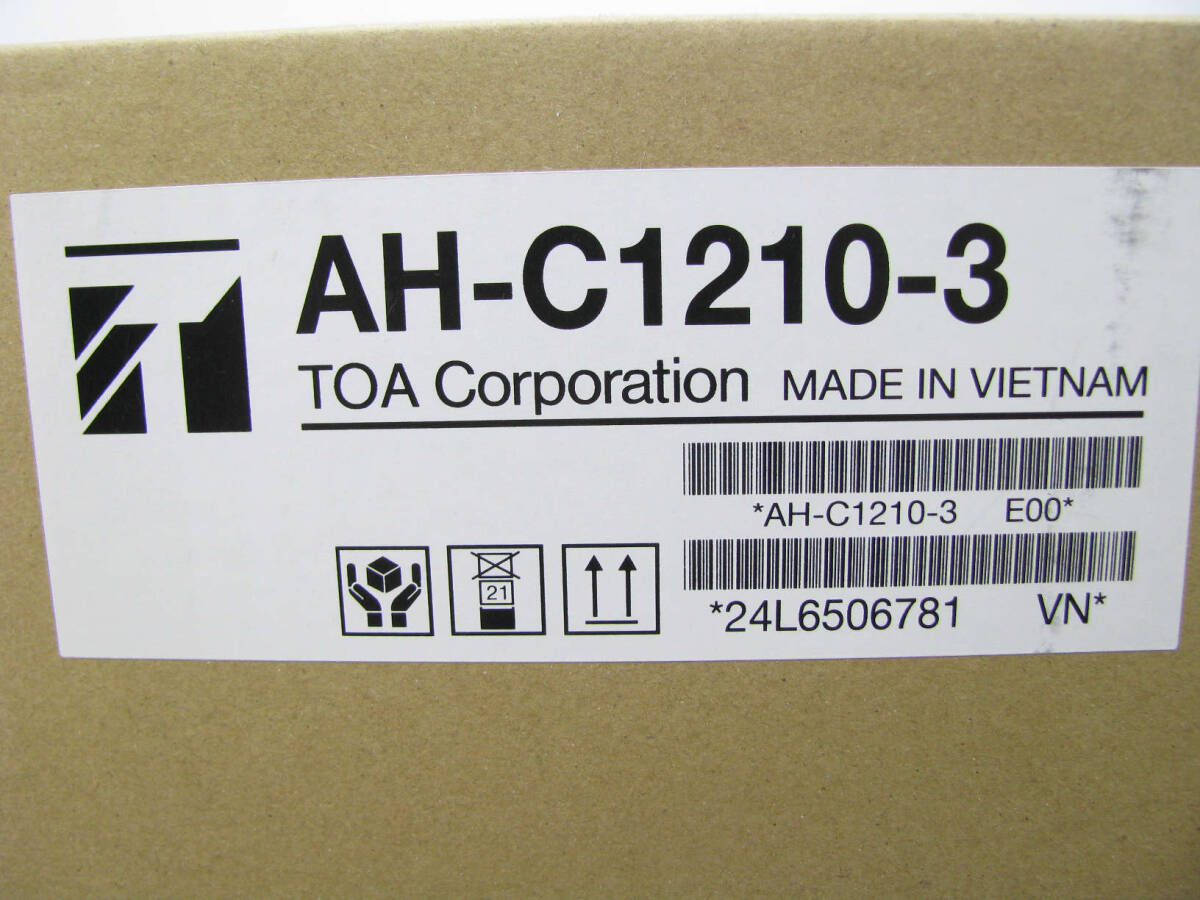 AH-C1210-3
TOA Corporation MADE IN VIETNAM
*AH-C1210-3 E00*
21
*24L6506781 VN*